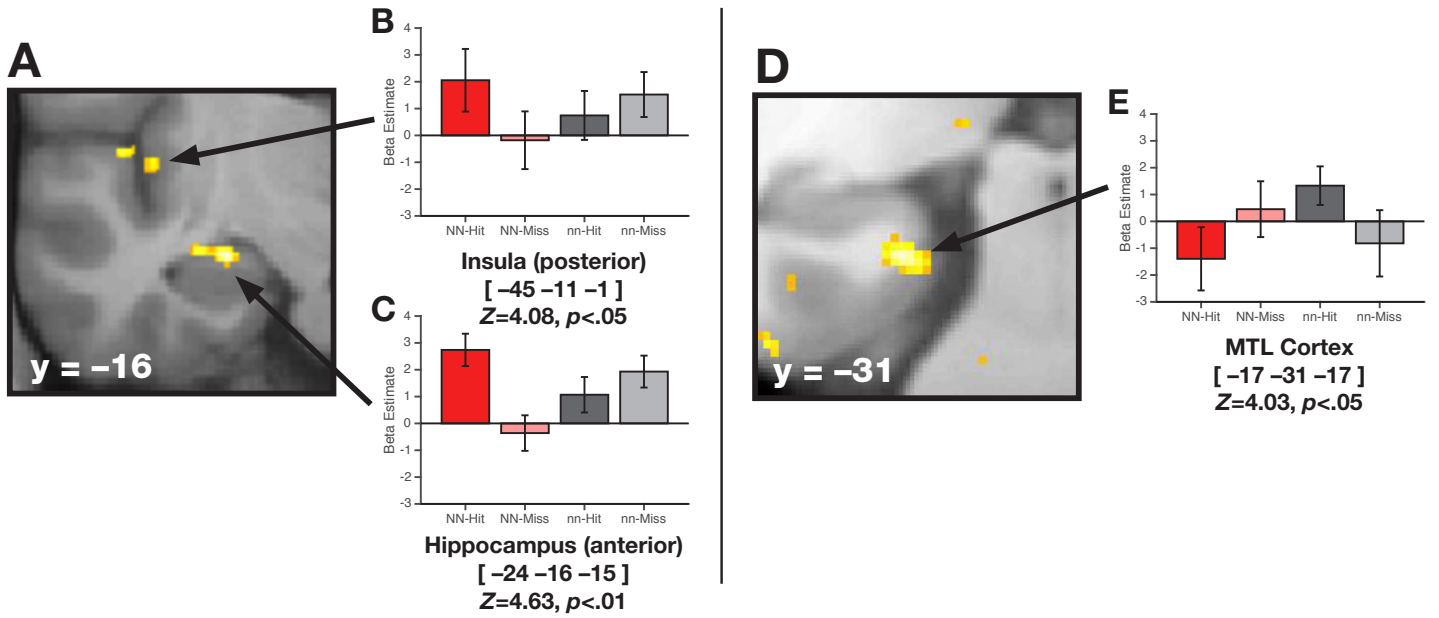 A
y = –16
B
4
3
2
1
0
-1
-2
-3
Beta Estimate
NN-Hit NN-Miss nn-Hit nn-Miss
Insula (posterior)
[ –45 –11 –1 ]
Z=4.08, p<.05
C
4
3
2
1
0
-1
-2
-3
Beta Estimate
NN-Hit NN-Miss nn-Hit nn-Miss
Hippocampus (anterior)
[ –24 –16 –15 ]
Z=4.63, p<.01
D
y = –31
E
4
3
2
1
0
-1
-2
-3
Beta Estimate
NN-Hit NN-Miss nn-Hit nn-Miss
MTL Cortex
[ –17 –31 –17 ]
Z=4.03, p<.05